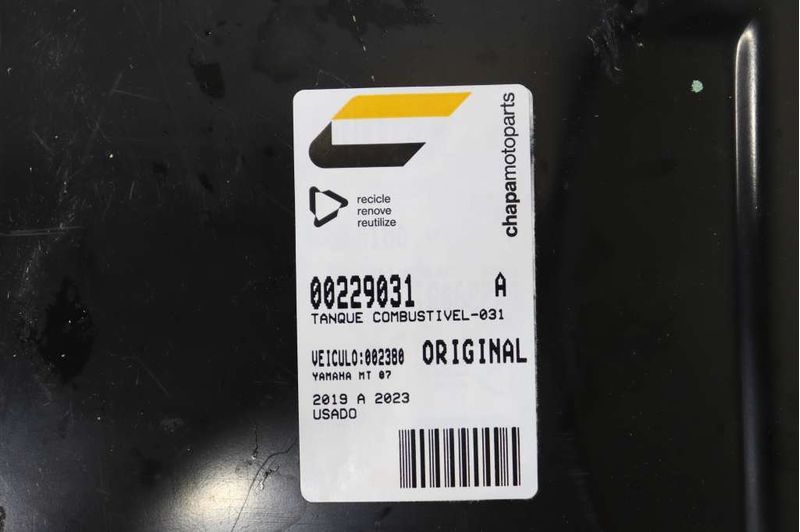 chapamotoparts
recicle
renove
reutilize
00229031 A
TANQUE COMBUSTIVEL-031
VEICULO:002380 ORIGINAL
YAMAHA MT 07
2019 A 2023
USADO